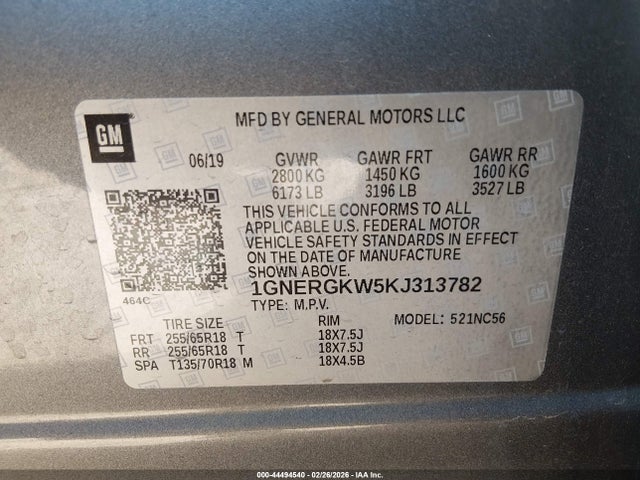 GM
MFD BY GENERAL MOTORS LLC
06/19 GVWR GAWR FRT GAWR RR
2800 KG 1450 KG 1600 KG
6173 LB 3196 LB 3527 LB
THIS VEHICLE CONFORMS TO ALL
APPLICABLE U.S. FEDERAL MOTOR
VEHICLE SAFETY STANDARDS IN EFFECT
ON THE DATE OF MANUFACTURE
SHOWN ABOVE.
464C
1GNERGKW5KJ313782
TYPE: M.P.V. MODEL: 521NC56
TIRE SIZE RIM
FRT 255/65R18 T 18X7.5J
RR 255/65R18 T 18X7.5J
SPA T135/70R18 M 18X4.5B
000-44494540 - 02/26/2026 - IAA Inc.